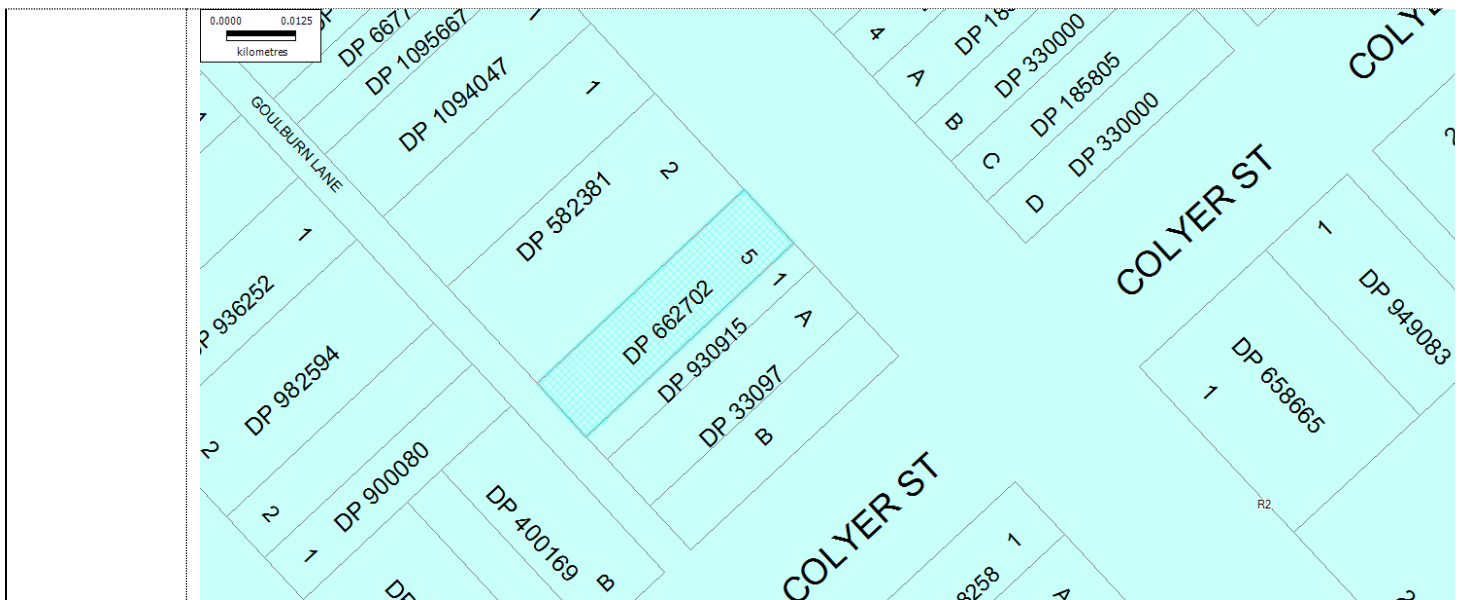 0.0000 0.0125
kilometres
DP 6677
DP 1095667
1
DP 1094047
1
GOULBURN LANE
DP 582381
2
DP 662702
5
DP 930915
1
A
DP 33097
B
4
A
DP 330000
B
DP 185805
C
DP 330000
D
COLYER ST
COLYER ST
1
DP 949083
DP 658665
1
R2
1
DP 982594
2
DP 900080
2
1
DP 400169
B
1
A